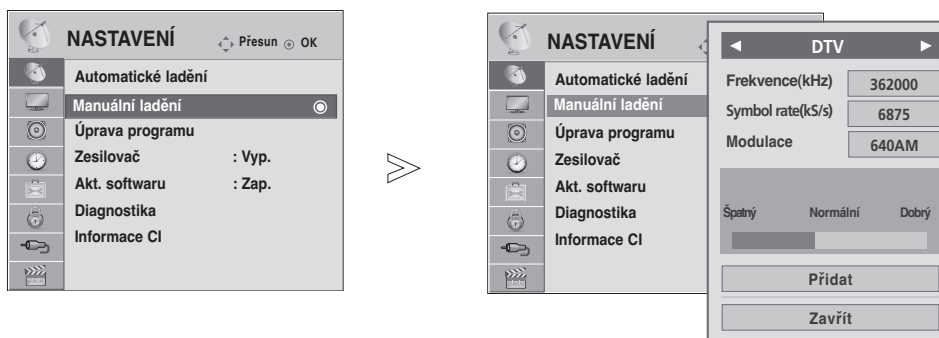 NASTAVENÍ Přesun OK
Automatické ladění
Manuální ladění
Úprava programu
Zesilovač : Vyp.
Akt. softwaru : Zap.
Diagnostika
Informace CI
NASTAVENÍ
Automatické ladění
Manuální ladění
Úprava programu
Zesilovač
Akt. softwaru
Diagnostika
Informace CI
◄ DTV ►
Frekvence(kHz) 362000
Symbol rate(kS/s) 6875
Modulace 640AM
Špatný Normální Dobrý
Přidat
Zavřít